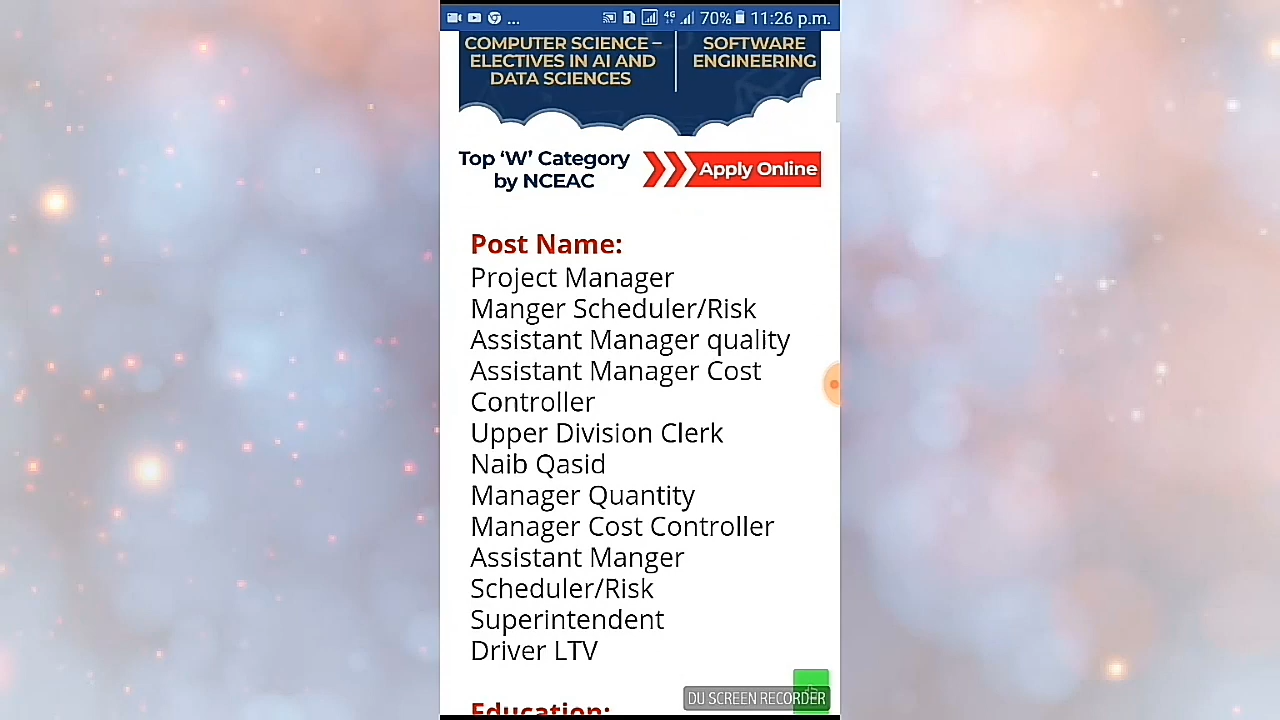 ... 4G 70% 11:26 p.m.
COMPUTER SCIENCE – SOFTWARE
ELECTIVES IN AI AND ENGINEERING
DATA SCIENCES
Top ‘W’ Category
by NCEAC
Apply Online
Post Name:
Project Manager
Manger Scheduler/Risk
Assistant Manager quality
Assistant Manager Cost
Controller
Upper Division Clerk
Naib Qasid
Manager Quantity
Manager Cost Controller
Assistant Manger
Scheduler/Risk
Superintendent
Driver LTV
Education:
DU SCREEN RECORDER